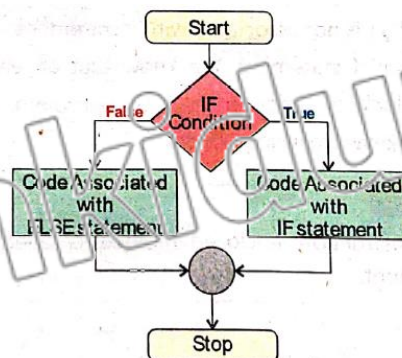 Start
IF
Condition
False
True
Code Associated
with
ELSE statement
Code Associated
with
IF statement
Stop